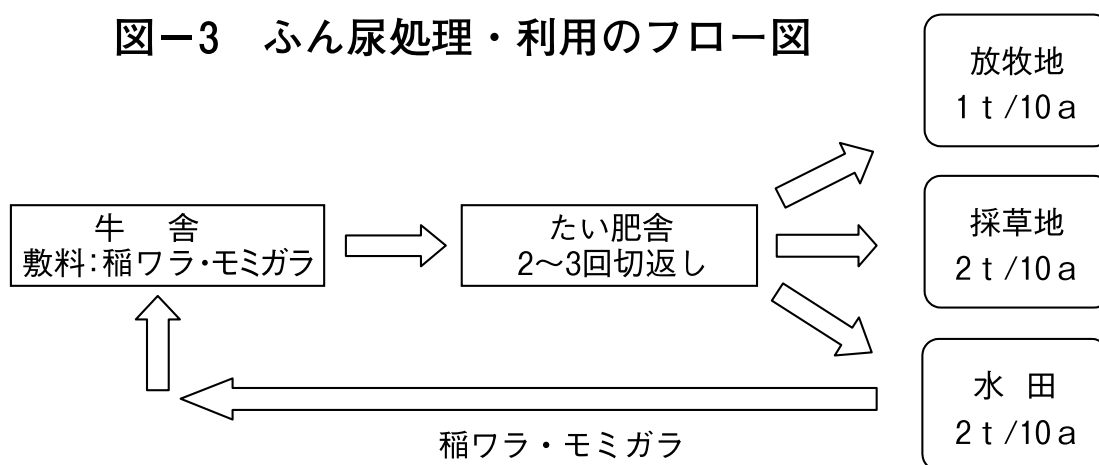 図ー3　ふん尿処理・利用のフロー図
放牧地
1ｔ/10ａ
牛　舎
敷料:稲ワラ・モミガラ
たい肥舎
2～3回切返し
採草地
2ｔ/10ａ
水　田
2ｔ/10ａ
稲ワラ・モミガラ